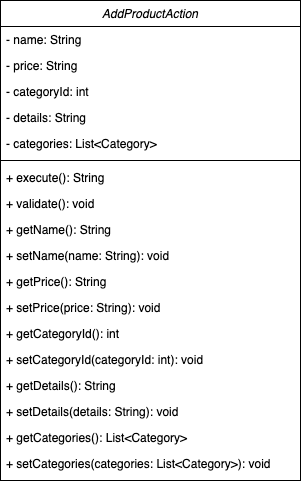 AddProductAction
- name: String
- price: String
- categoryId: int
- details: String
- categories: List<Category>
+ execute(): String
+ validate(): void
+ getName(): String
+ setName(name: String): void
+ getPrice(): String
+ setPrice(price: String): void
+ getCategoryId(): int
+ setCategoryId(categoryId: int): void
+ getDetails(): String
+ setDetails(details: String): void
+ getCategories(): List<Category>
+ setCategories(categories: List<Category>): void